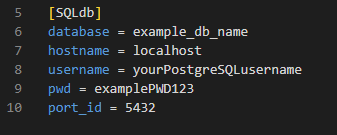 5 [SQLdb]
6 database = example_db_name
7 hostname = localhost
8 username = yourPostgreSQLusername
9 pwd = examplePWD123
10 port_id = 5432